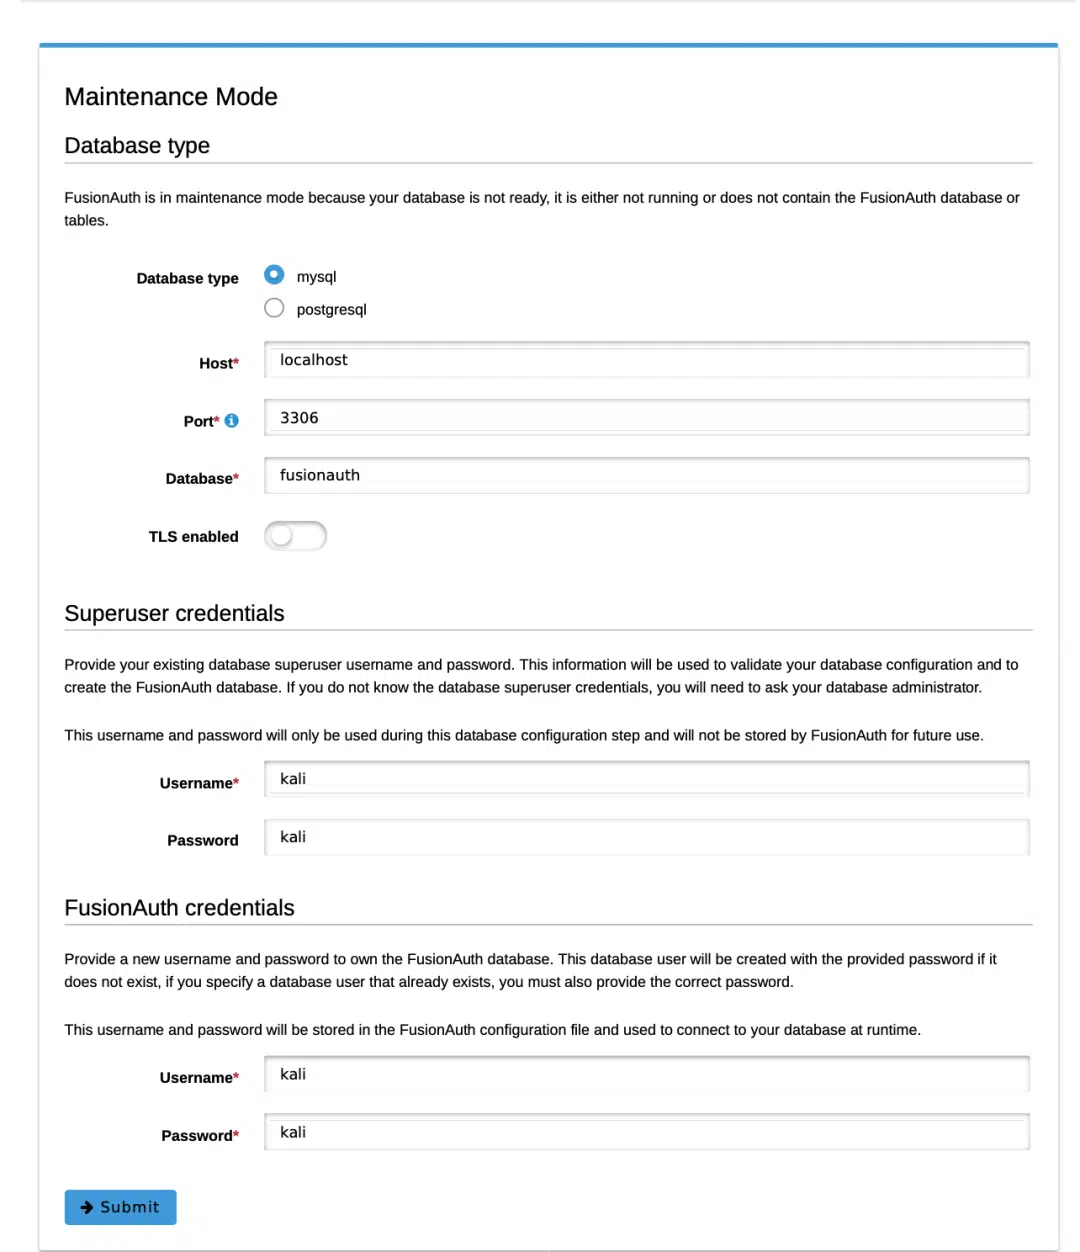 Maintenance Mode
Database type
FusionAuth is in maintenance mode because your database is not ready, it is either not running or does not contain the FusionAuth database or
tables.
Database type mysql
postgresql
Host* localhost
Port* 3306
Database* fusionauth
TLS enabled
Superuser credentials
Provide your existing database superuser username and password. This information will be used to validate your database configuration and to
create the FusionAuth database. If you do not know the database superuser credentials, you will need to ask your database administrator.
This username and password will only be used during this database configuration step and will not be stored by FusionAuth for future use.
Username* kali
Password kali
FusionAuth credentials
Provide a new username and password to own the FusionAuth database. This database user will be created with the provided password if it
does not exist, if you specify a database user that already exists, you must also provide the correct password.
This username and password will be stored in the FusionAuth configuration file and used to connect to your database at runtime.
Username* kali
Password* kali
Submit